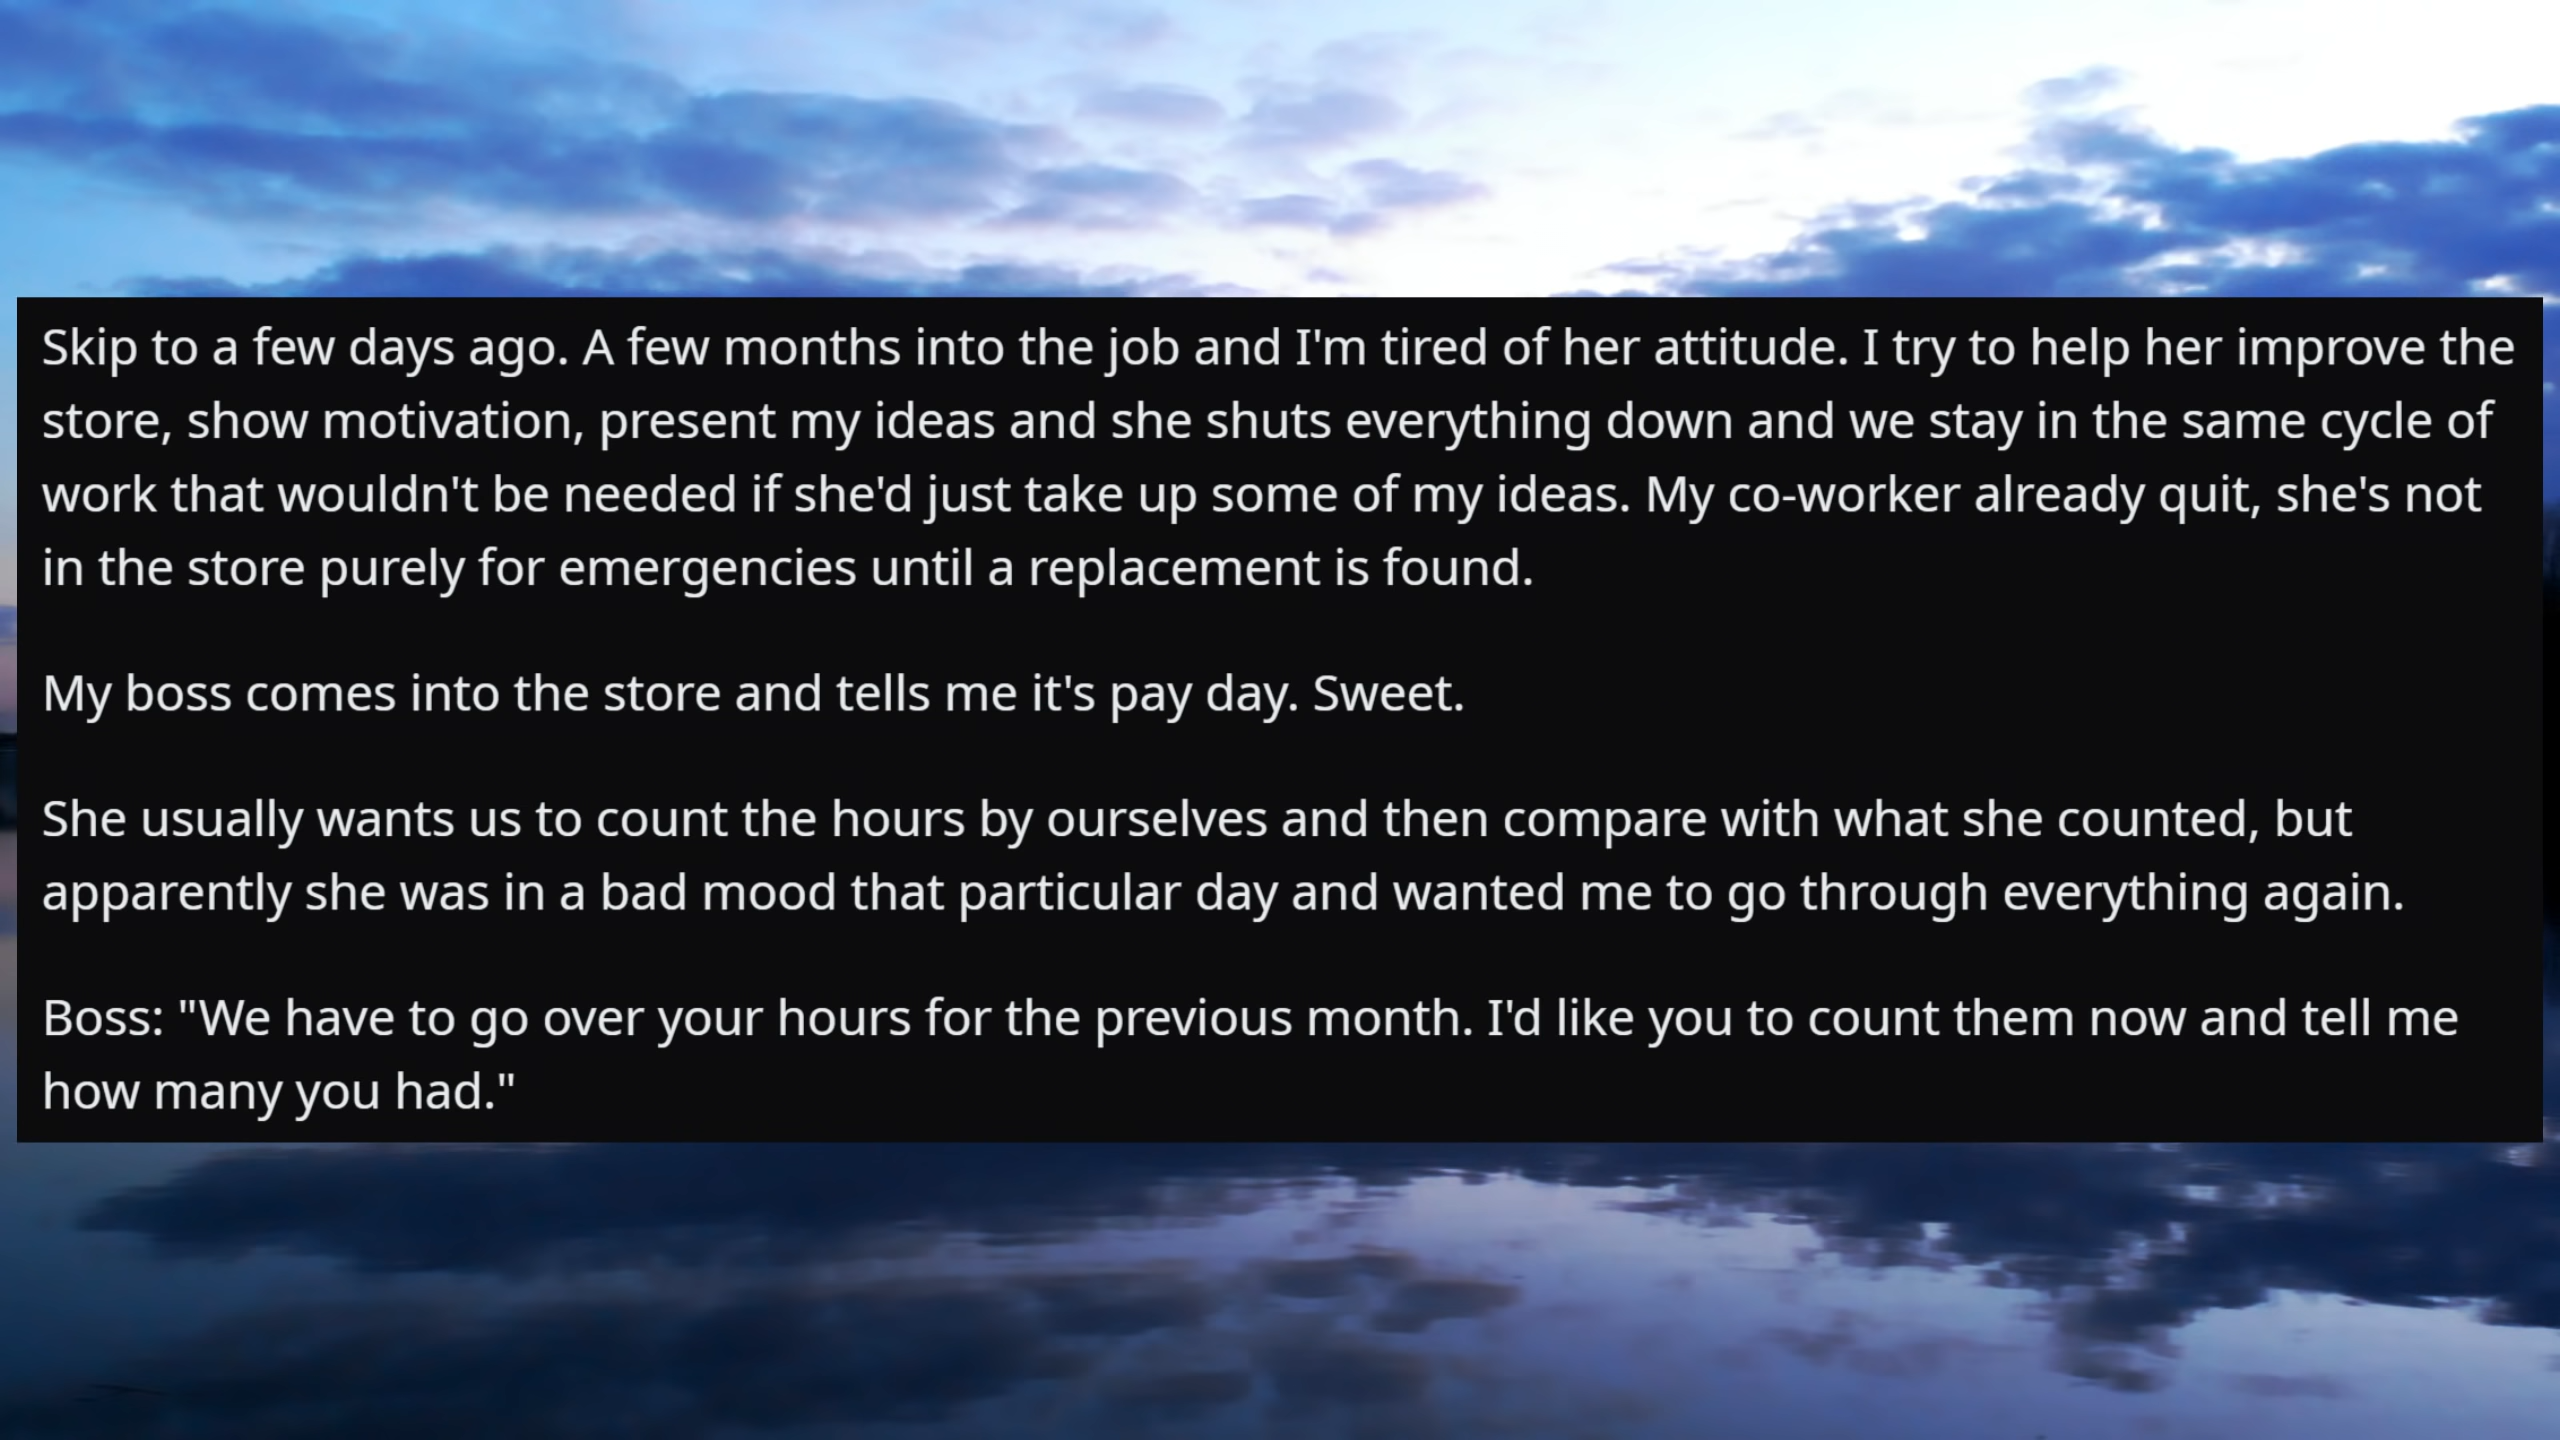 Skip to a few days ago. A few months into the job and I'm tired of her attitude. I try to help her improve the
store, show motivation, present my ideas and she shuts everything down and we stay in the same cycle of
work that wouldn't be needed if she'd just take up some of my ideas. My co-worker already quit, she's not
in the store purely for emergencies until a replacement is found.
My boss comes into the store and tells me it's pay day. Sweet.
She usually wants us to count the hours by ourselves and then compare with what she counted, but
apparently she was in a bad mood that particular day and wanted me to go through everything again.
Boss: "We have to go over your hours for the previous month. I'd like you to count them now and tell me
how many you had."